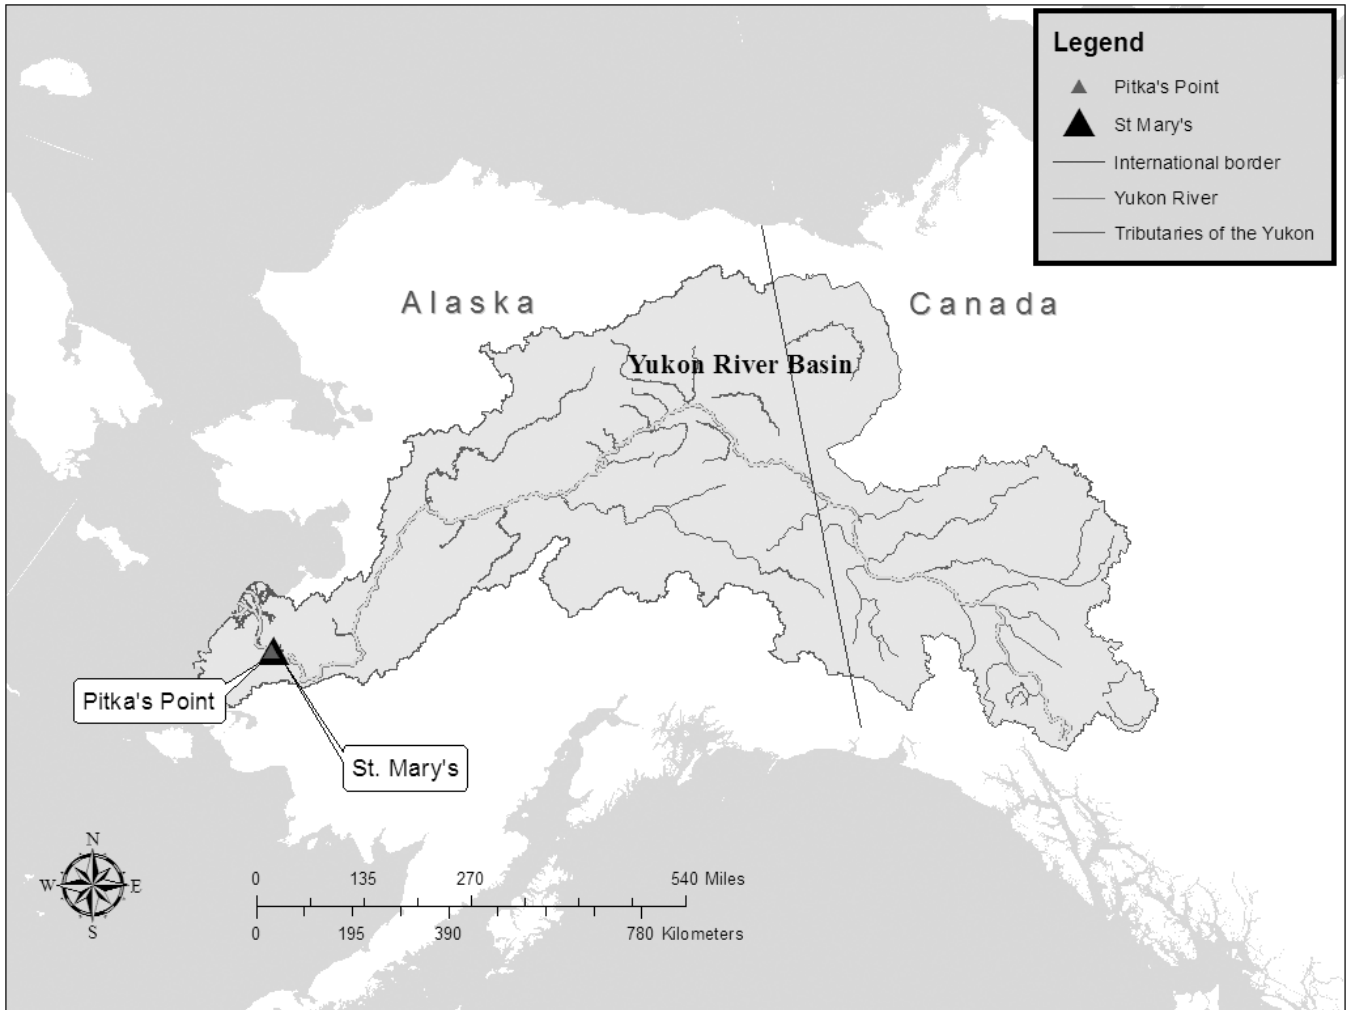 Legend
Pitka's Point
St Mary's
International border
Yukon River
Tributaries of the Yukon
Alaska
Canada
Yukon River Basin
Pitka's Point
St. Mary's
N
W E
S
0 135 270 540 Miles
0 195 390 780 Kilometers